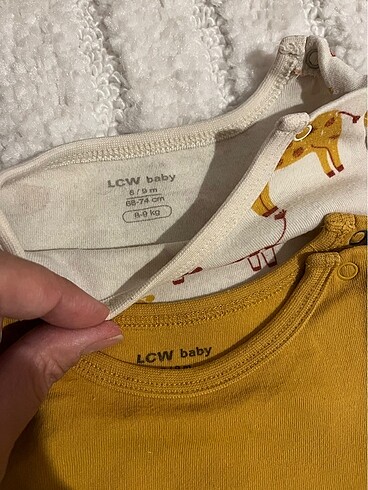 LCW baby
6 / 9 m
68-74 cm
8-9 kg
LCW baby